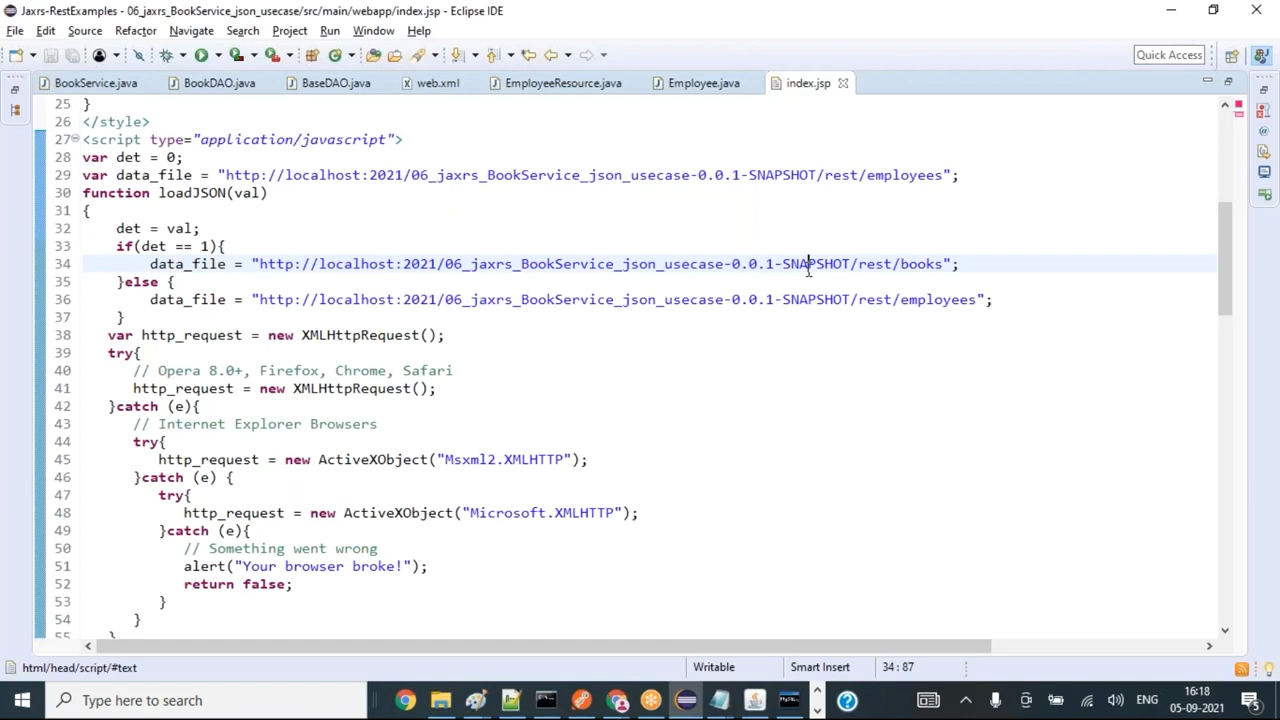 Jaxrs-RestExamples - 06_jaxrs_BookService_json_usecase/src/main/webapp/index.jsp - Eclipse IDE
File Edit Source Refactor Navigate Search Project Run Window Help
Quick Access
BookService.java BookDAO.java BaseDAO.java web.xml EmployeeResource.java Employee.java index.jsp
25 }
26 </style>
27 <script type="application/javascript">
28 var det = 0;
29 var data_file = "http://localhost:2021/06_jaxrs_BookService_json_usecase-0.0.1-SNAPSHOT/rest/employees";
30 function loadJSON(val)
31 {
32 det = val;
33 if(det == 1){
34 data_file = "http://localhost:2021/06_jaxrs_BookService_json_usecase-0.0.1-SNAPSHOT/rest/books";
35 }else {
36 data_file = "http://localhost:2021/06_jaxrs_BookService_json_usecase-0.0.1-SNAPSHOT/rest/employees";
37 }
38 var http_request = new XMLHttpRequest();
39 try{
40 // Opera 8.0+, Firefox, Chrome, Safari
41 http_request = new XMLHttpRequest();
42 }catch (e){
43 // Internet Explorer Browsers
44 try{
45 http_request = new ActiveXObject("Msxml2.XMLHTTP");
46 }catch (e) {
47 try{
48 http_request = new ActiveXObject("Microsoft.XMLHTTP");
49 }catch (e){
50 // Something went wrong
51 alert("Your browser broke!");
52 return false;
53 }
54 }
55 }
html/head/script/#text Writable Smart Insert 34 : 87
Type here to search
ENG
16:18
05-09-2021
5